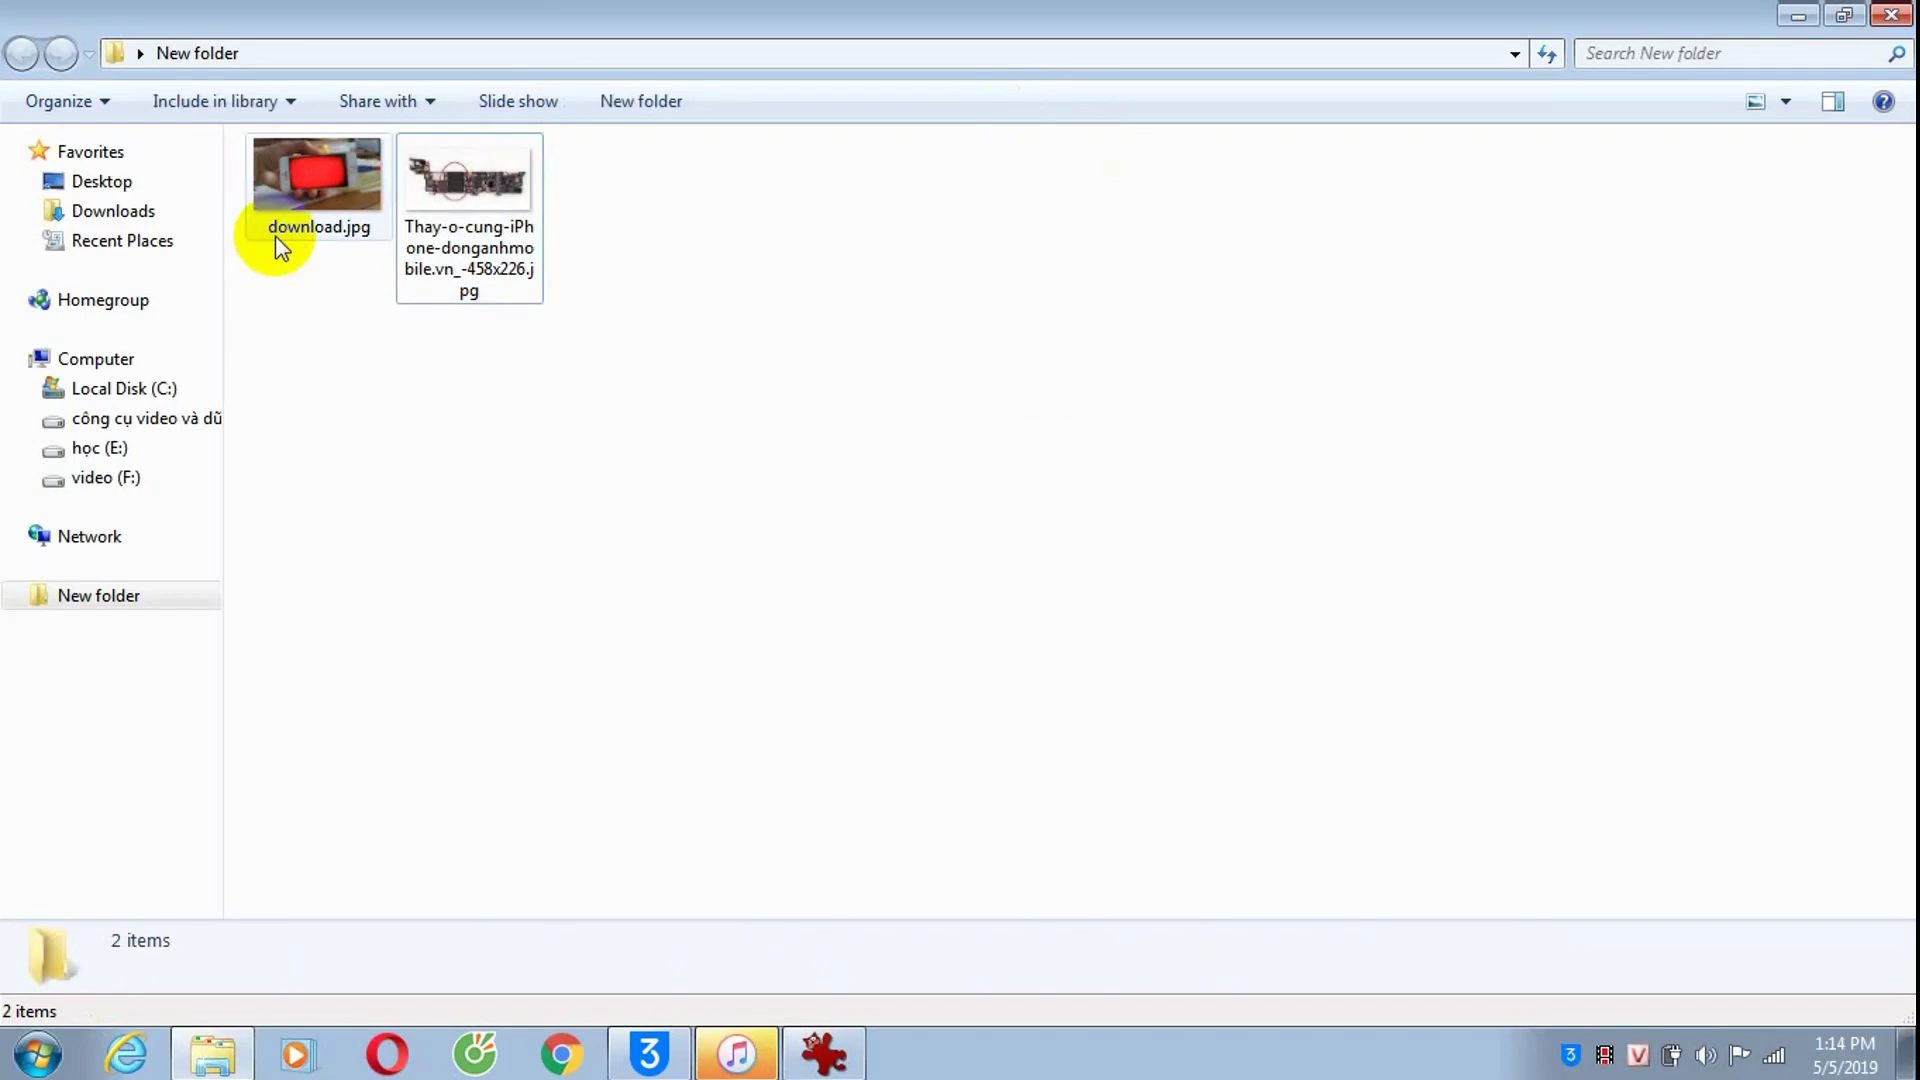 New folder
Search New folder
Organize
Include in library
Share with
Slide show
New folder
Favorites
Desktop
Downloads
Recent Places
Homegroup
Computer
Local Disk (C:)
công cụ video và dũ
học (E:)
video (F:)
Network
New folder
download.jpg
Thay-o-cung-iPh
one-donganhmo
bile.vn_-458x226.j
pg
2 items
2 items
1:14 PM
5/5/2019